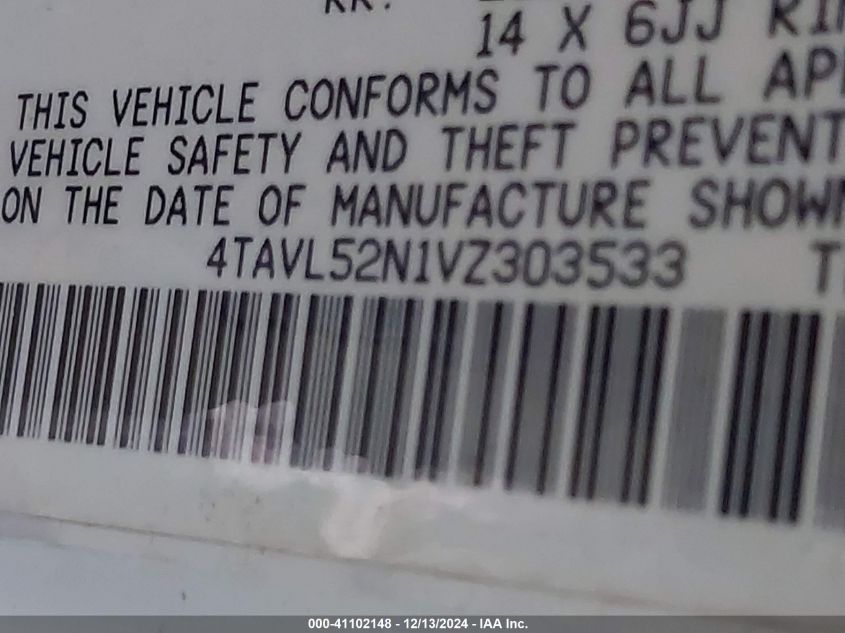 14 X 6JJ
THIS VEHICLE CONFORMS TO ALL
VEHICLE SAFETY AND THEFT
ON THE DATE OF MANUFACTURE
4TAVL52N1VZ303533
000-41102148 - 12/13/2024 - IAA Inc.